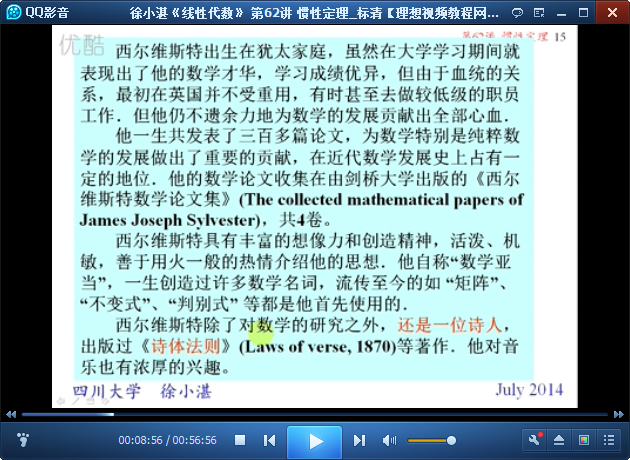 QQ影音
徐小湛《线性代数》 第62讲 惯性定理_标清【理想视频教程网...
优酷
第62讲 惯性定理 15
西尔维斯特出生在犹太家庭，虽然在大学学习期间就
表现出了他的数学才华，学习成绩优异，但由于血统的关
系，最初在英国并不受重用，有时甚至去做较低级的职员
工作．但他仍不遗余力地为数学的发展贡献出全部心血．
他一生共发表了三百多篇论文，为数学特别是纯粹数
学的发展做出了重要的贡献，在近代数学发展史上占有一
定的地位．他的数学论文收集在由剑桥大学出版的《西尔
维斯特数学论文集》(The collected mathematical papers of
James Joseph Sylvester)，共4卷。
西尔维斯特具有丰富的想像力和创造精神，活泼、机
敏，善于用火一般的热情介绍他的思想．他自称“数学亚
当”，一生创造过许多数学名词，流传至今的如 “矩阵”、
“不变式”、“判别式” 等都是他首先使用的．
西尔维斯特除了对数学的研究之外，还是一位诗人，
出版过《诗体法则》(Laws of verse, 1870)等著作．他对音
乐也有浓厚的兴趣。
四川大学 徐小湛 July 2014
00:08:56 / 00:56:56